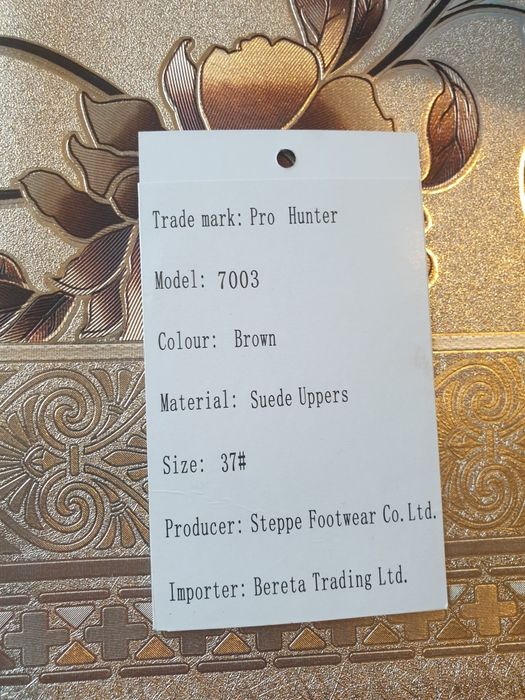 Trade mark: Pro Hunter
Model: 7003
Colour: Brown
Material: Suede Uppers
Size: 37#
Producer: Steppe Footwear Co. Ltd.
Importer: Bereta Trading Ltd.